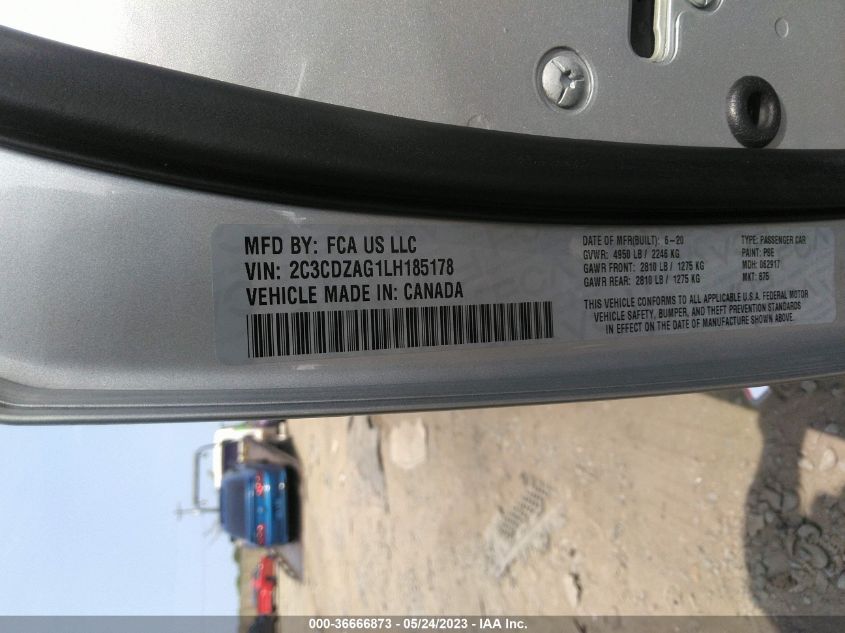 MFD BY: FCA US LLC
VIN: 2C3CDZAG1LH185178
VEHICLE MADE IN: CANADA
DATE OF MFR(BUILT): 6-20
GVWR: 4950 LB / 2246 KG
GAWR FRONT: 2810 LB / 1275 KG
GAWR REAR: 2810 LB / 1275 KG
TYPE: PASSENGER CAR
PAINT: PSE
MDH: 062917
MKT: 876
THIS VEHICLE CONFORMS TO ALL APPLICABLE U.S.A. FEDERAL MOTOR
VEHICLE SAFETY, BUMPER, AND THEFT PREVENTION STANDARDS
IN EFFECT ON THE DATE OF MANUFACTURE SHOWN ABOVE.
000-36666873 - 05/24/2023 - IAA Inc.